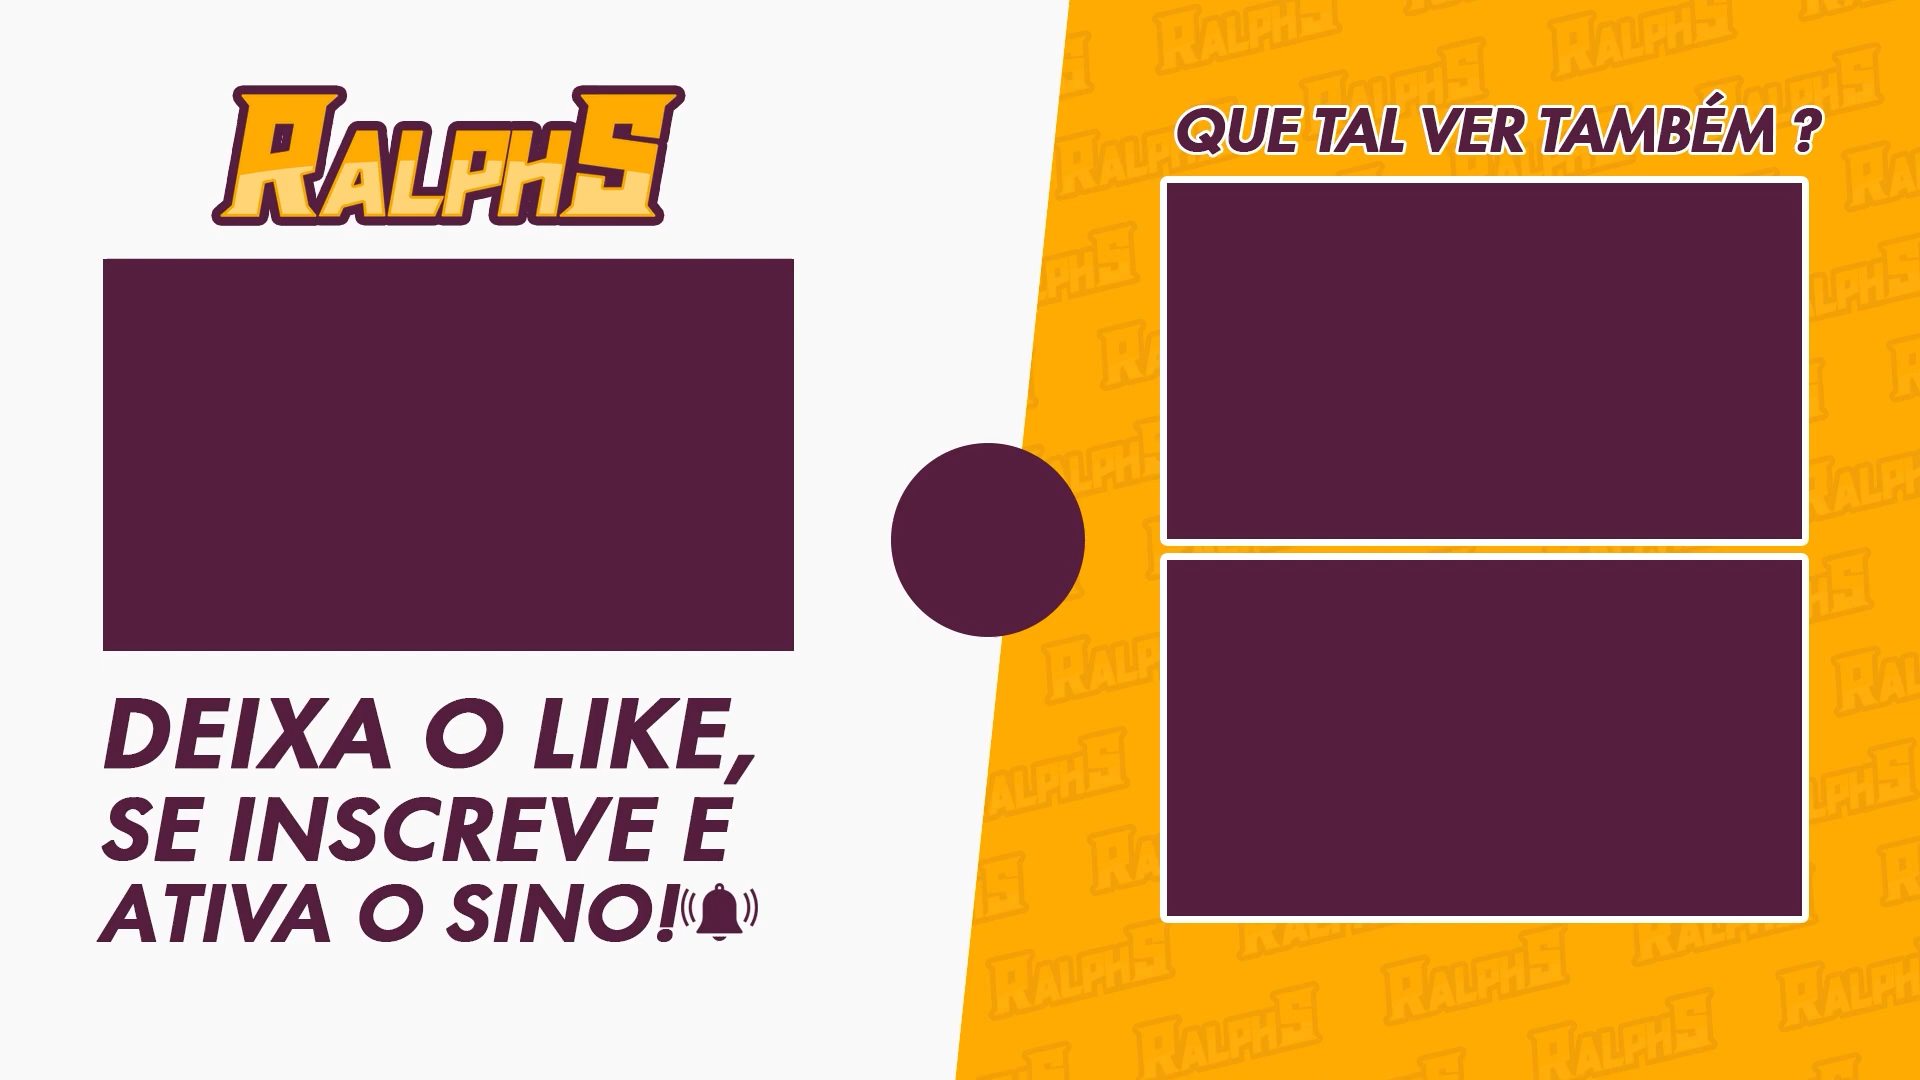 RALPHS
DEIXA O LIKE,
SE INSCREVE E
ATIVA O SINO!
QUE TAL VER TAMBÉM ?